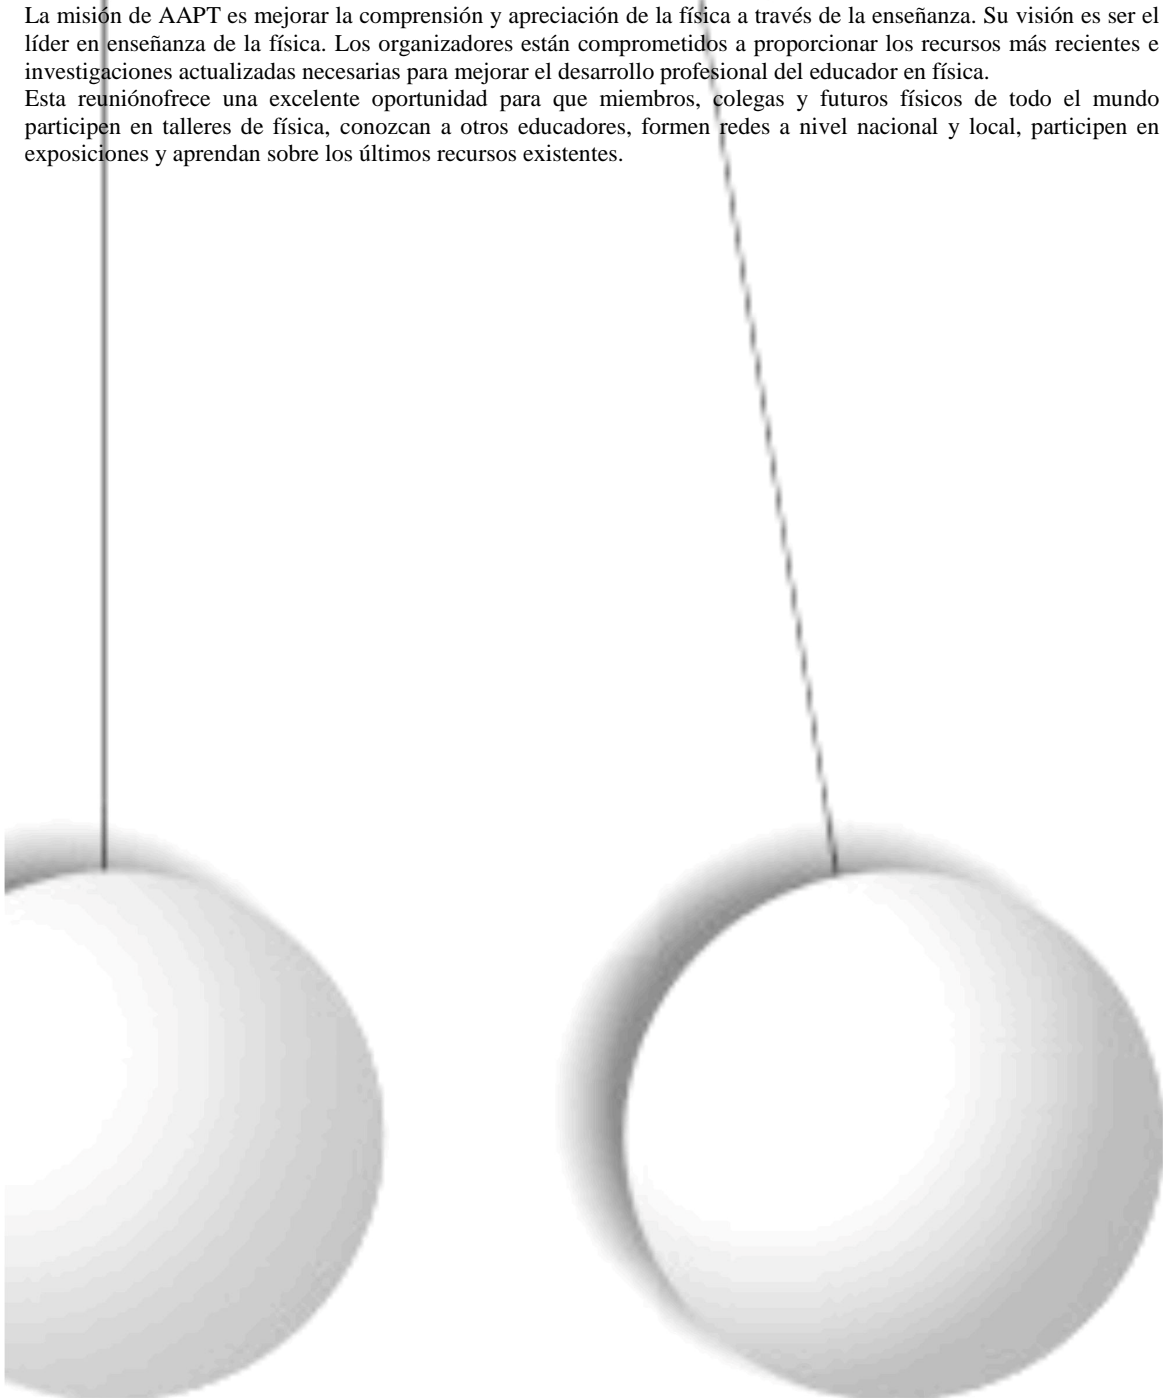 La misión de AAPT es mejorar la comprensión y apreciación de la física a través de la enseñanza. Su visión es ser el
líder en enseñanza de la física. Los organizadores están comprometidos a proporcionar los recursos más recientes e
investigaciones actualizadas necesarias para mejorar el desarrollo profesional del educador en física.
Esta reuniónofrece una excelente oportunidad para que miembros, colegas y futuros físicos de todo el mundo
participen en talleres de física, conozcan a otros educadores, formen redes a nivel nacional y local, participen en
exposiciones y aprendan sobre los últimos recursos existentes.